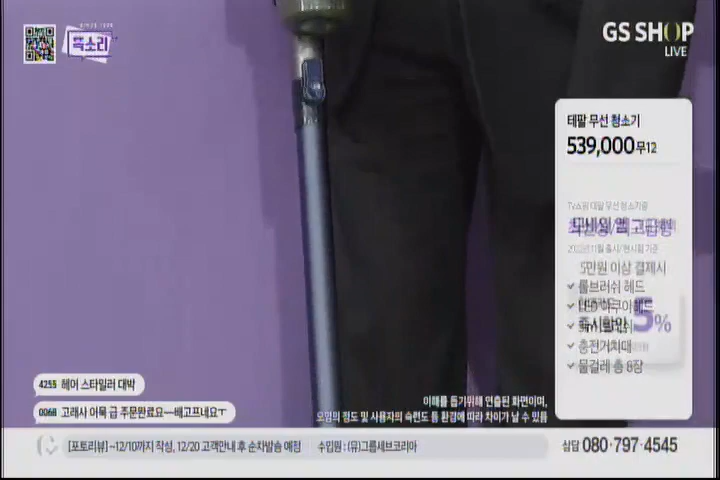 SINCE 1995
톡소리
GS SHOP
LIVE
테팔 무선 청소기
539,000무12
5만원 이상 결제시
롤브러쉬 헤드
5%
충전거치대
물걸레 총 8장
4255 헤어 스타일러 대박
0068 고래사 어묵 급 주문완료요~배고프네요ㅜ
이해를 돕기위해 연출된 화면이며,
오염의 정도 및 사용자의 숙련도 등 환경에 따라 차이가 날 수 있음
[포토리뷰] ~12/10까지 작성, 12/20 고객안내 후 순차발송 예정 수입원 : (유)그룹세브코리아
상담 080·797·4545